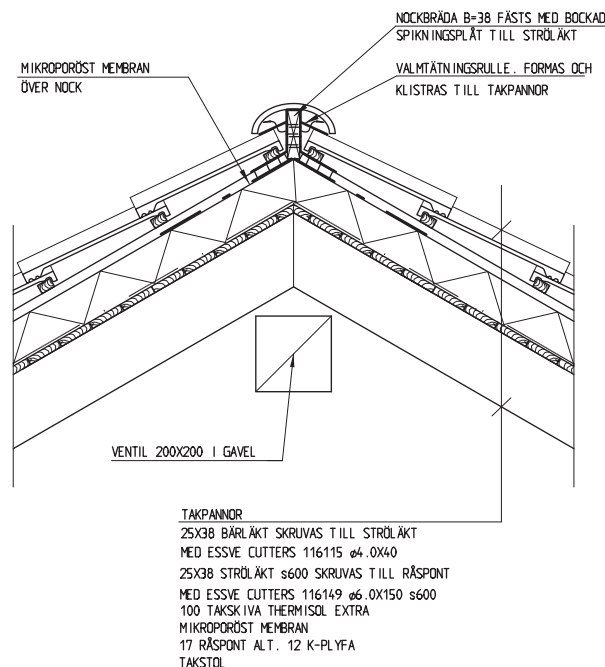 NOCKBRÄDA B=38 FÄSTS MED BOCKAD
SPIKNINGSPLÅT TILL STRÖLÄKT
MIKROPORÖST MEMBRAN
ÖVER NOCK
VALMTÄTNINGSRULLE. FORMAS OCH
KLISTRAS TILL TAKPANNOR
VENTIL 200X200 I GAVEL
TAKPANNOR
25X38 BÄRLÄKT SKRUVAS TILL STRÖLÄKT
MED ESSVE CUTTERS 116115 ø4.0X40
25X38 STRÖLÄKT s600 SKRUVAS TILL RÅSPONT
MED ESSVE CUTTERS 116149 ø6.0X150 s600
100 TAKSKIVA THERMISOL EXTRA
MIKROPORÖST MEMBRAN
17 RÅSPONT ALT. 12 K-PLYFA
TAKSTOL